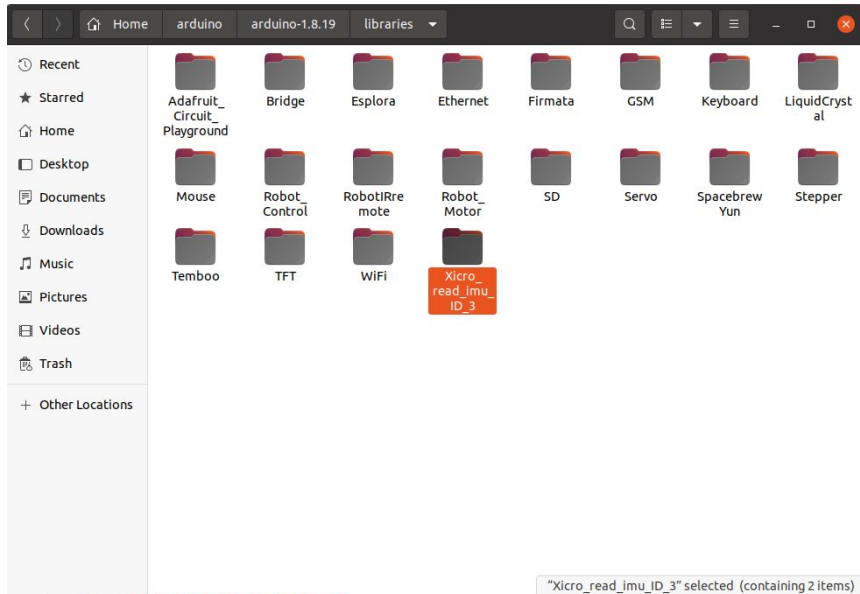 Home arduino arduino-1.8.19 libraries
Recent
Starred
Home
Desktop
Documents
Downloads
Music
Pictures
Videos
Trash
+ Other Locations
Adafruit_
Circuit_
Playground
Bridge
Esplora
Ethernet
Firmata
GSM
Keyboard
LiquidCryst
al
Mouse
Robot_
Control
RobotIRre
mote
Robot_
Motor
SD
Servo
Spacebrew
Yun
Stepper
Temboo
TFT
WiFi
Xicro_
read_imu_
ID_3
“Xicro_read_imu_ID_3” selected (containing 2 items)